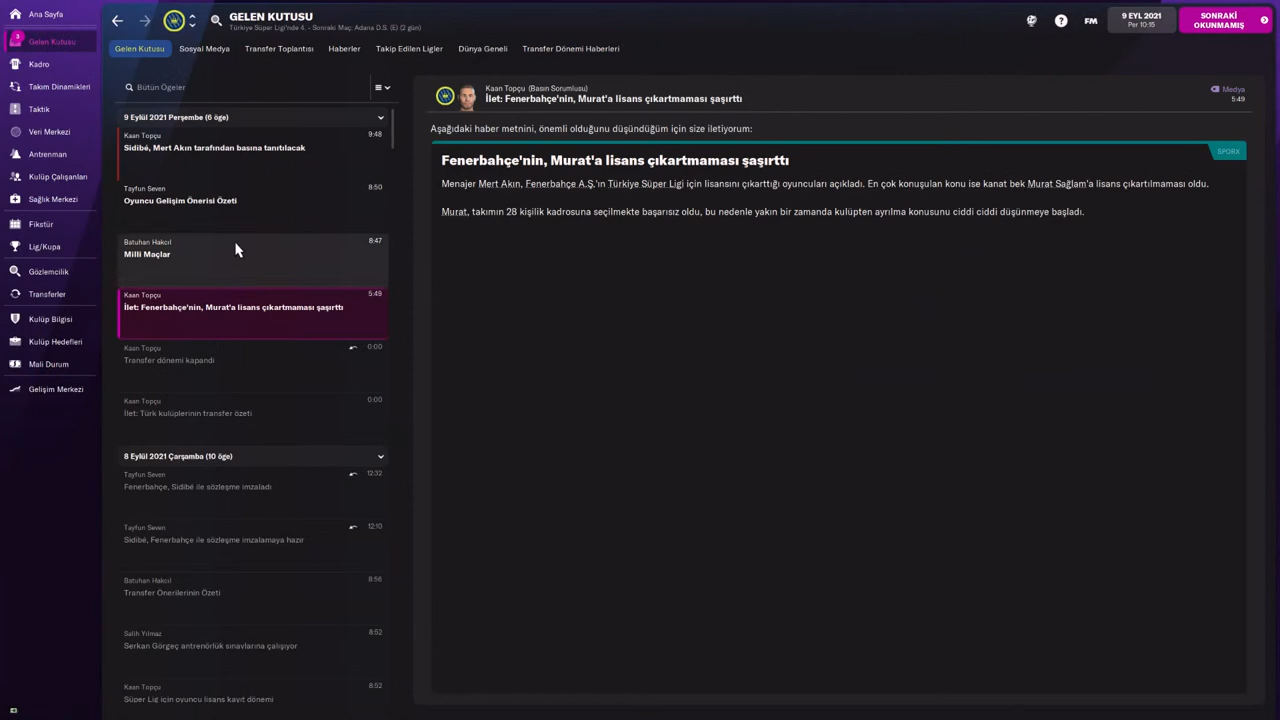 Ana Sayfa
3
Gelen Kutusu
Kadro
Takım Dinamikleri
Taktik
Veri Merkezi
Antrenman
Kulüp Çalışanları
Sağlık Merkezi
Fikstür
Lig/Kupa
Gözlemcilik
Transferler
Kulüp Bilgisi
Kulüp Hedefleri
Mali Durum
Gelişim Merkezi
GELEN KUTUSU
Türkiye Süper Ligi'nde 4. - Sonraki Maç: Adana D.S. (E) (2 gün)
FM
9 EYL 2021
Per 10:15
SONRAKİ
OKUNMAMIŞ
Gelen Kutusu
Sosyal Medya
Transfer Toplantısı
Haberler
Takip Edilen Ligler
Dünya Geneli
Transfer Dönemi Haberleri
Bütün Ögeler
9 Eylül 2021 Perşembe (6 öge)
Kaan Topçu 9:48
Sidibé, Mert Akın tarafından basına tanıtılacak
Tayfun Seven 8:50
Oyuncu Gelişim Önerisi Özeti
Batuhan Hakcıl 8:47
Milli Maçlar
Kaan Topçu 5:49
İlet: Fenerbahçe'nin, Murat'a lisans çıkartmaması şaşırttı
Kaan Topçu 0:00
Transfer dönemi kapandı
Kaan Topçu 0:00
İlet: Türk kulüplerinin transfer özeti
8 Eylül 2021 Çarşamba (10 öge)
Tayfun Seven 12:32
Fenerbahçe, Sidibé ile sözleşme imzaladı
Tayfun Seven 12:10
Sidibé, Fenerbahçe ile sözleşme imzalamaya hazır
Batuhan Hakcıl 8:56
Transfer Önerilerinin Özeti
Salih Yılmaz 8:52
Serkan Görgeç antrenörlük sınavlarına çalışıyor
Kaan Topçu 8:52
Süper Lig için oyuncu lisans kayıt dönemi
Kaan Topçu (Basın Sorumlusu)
İlet: Fenerbahçe'nin, Murat'a lisans çıkartmaması şaşırttı
Medya
5:49
Aşağıdaki haber metnini, önemli olduğunu düşündüğüm için size iletiyorum:
SPORX
Fenerbahçe'nin, Murat'a lisans çıkartmaması şaşırttı
Menajer Mert Akın, Fenerbahçe A.Ş.'ın Türkiye Süper Ligi için lisansını çıkarttığı oyuncuları açıkladı. En çok konuşulan konu ise kanat bek Murat Sağlam'a lisans çıkartılmaması oldu.
Murat, takımın 28 kişilik kadrosuna seçilmekte başarısız oldu, bu nedenle yakın bir zamanda kulüpten ayrılma konusunu ciddi ciddi düşünmeye başladı.